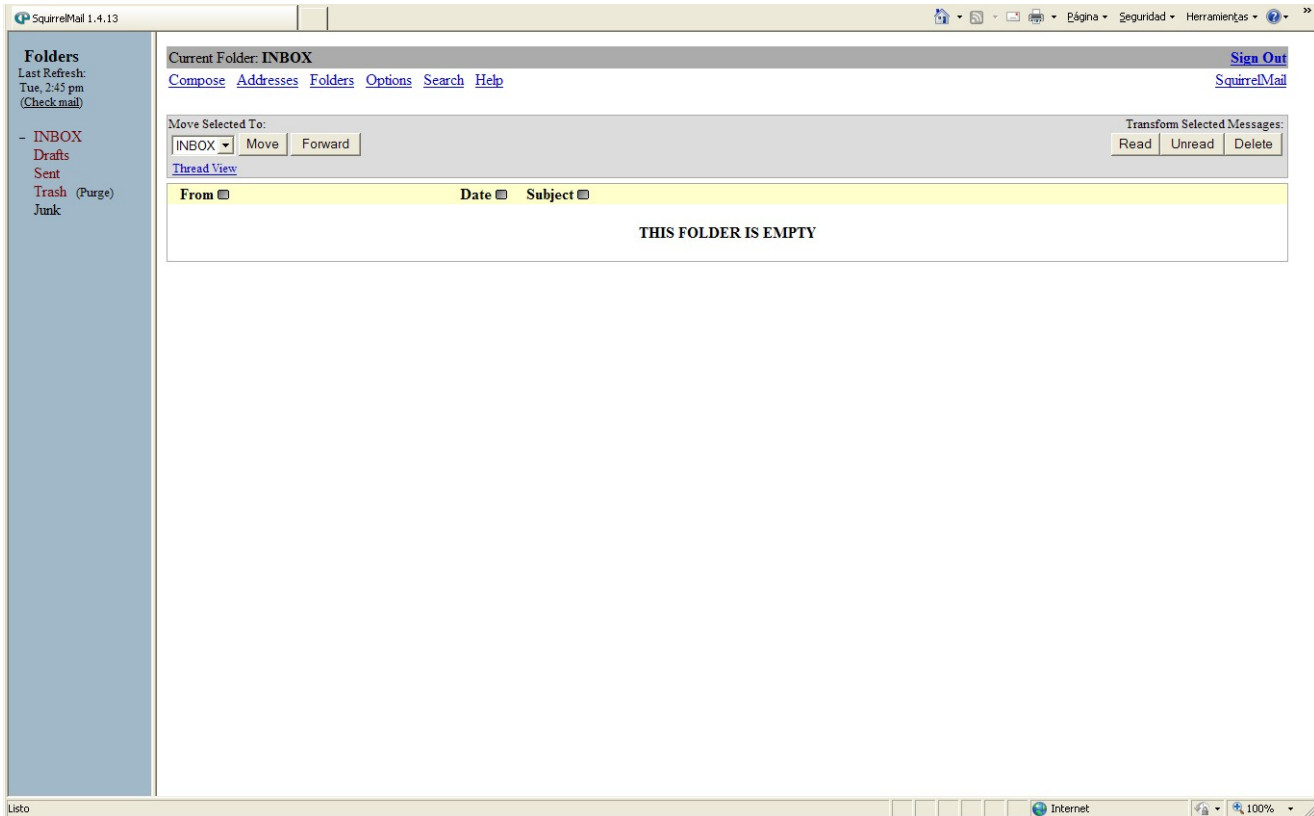 SquirrelMail 1.4.13
Página Seguridad Herramientas »
Folders
Last Refresh:
Tue, 2:45 pm
(Check mail)
– INBOX
Drafts
Sent
Trash (Purge)
Junk
Current Folder: INBOX Sign Out
Compose Addresses Folders Options Search Help SquirrelMail
Move Selected To: Transform Selected Messages:
INBOX Move Forward Read Unread Delete
Thread View
From Date Subject
THIS FOLDER IS EMPTY
Listo Internet 100%